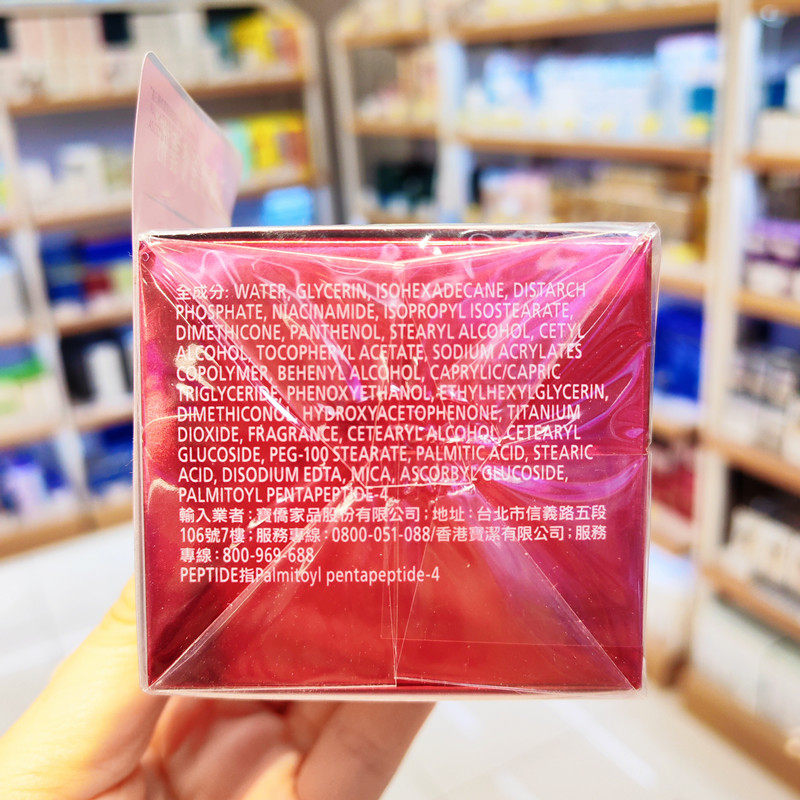 全成分: WATER, GLYCERIN, ISOHEXADECANE, DISTARCH
PHOSPHATE, NIACINAMIDE, ISOPROPYL ISOSTEARATE,
DIMETHICONE, PANTHENOL, STEARYL ALCOHOL, CETYL
ALCOHOL, TOCOPHERYL ACETATE, SODIUM ACRYLATES
COPOLYMER, BEHENYL ALCOHOL, CAPRYLIC/CAPRIC
TRIGLYCERIDE, PHENOXYETHANOL, ETHYLHEXYLGLYCERIN,
DIMETHICONOL, HYDROXYACETOPHENONE, TITANIUM
DIOXIDE, FRAGRANCE, CETEARYL ALCOHOL, CETEARYL
GLUCOSIDE, PEG-100 STEARATE, PALMITIC ACID, STEARIC
ACID, DISODIUM EDTA, MICA, ASCORBYL GLUCOSIDE,
PALMITOYL PENTAPEPTIDE-4
輸入業者：寶僑家品股份有限公司；地址：台北市信義路五段
106號7樓；服務專線：0800-051-088/香港寶潔有限公司；服務
專線：800-969-688
PEPTIDE指Palmitoyl pentapeptide-4